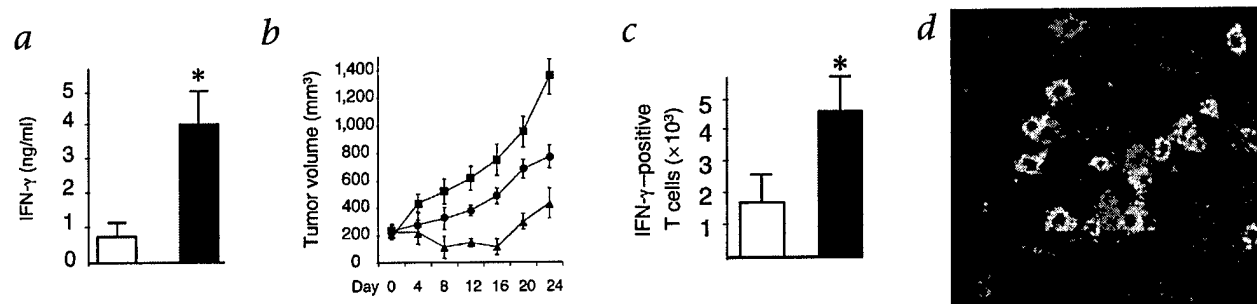 a
IFN-γ (ng/ml)
5
4
3
2
1
0
*
b
Tumor volume (mm³)
1,400
1,200
1,000
800
600
400
200
0
Day 0 4 8 12 16 20 24
c
IFN-γ–positive
T cells (×10³)
5
4
3
2
1
*
d